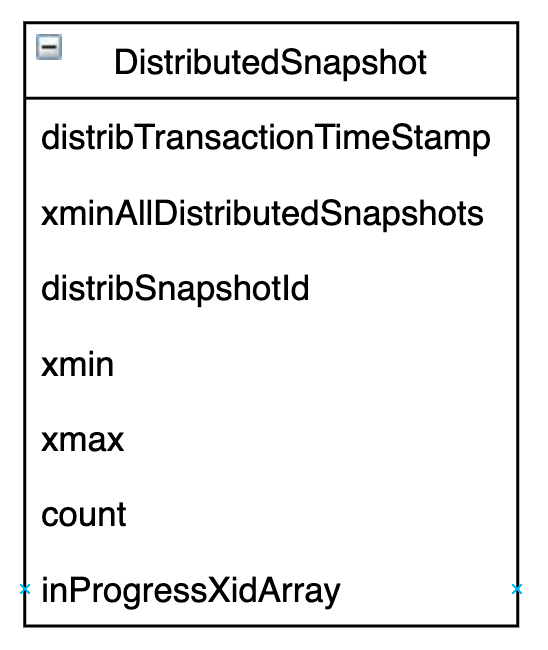 DistributedSnapshot
distribTransactionTimeStamp
xminAllDistributedSnapshots
distribSnapshotId
xmin
xmax
count
inProgressXidArray